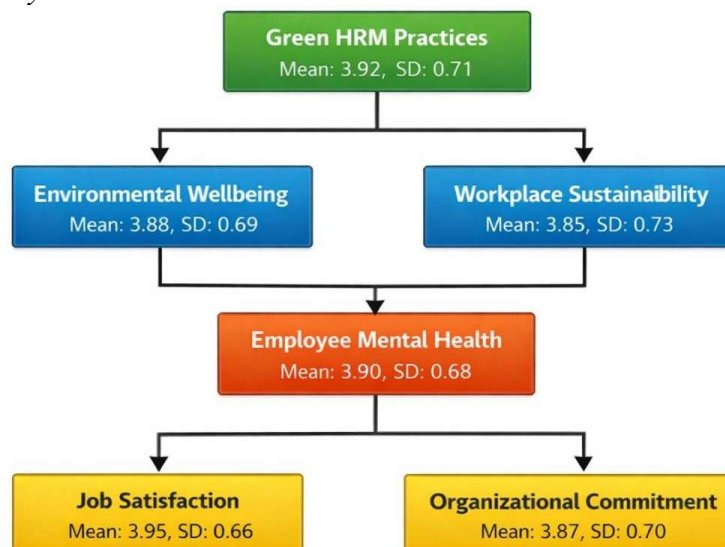 Green HRM Practices
Mean: 3.92, SD: 0.71
Environmental Wellbeing
Mean: 3.88, SD: 0.69
Workplace Sustainaibility
Mean: 3.85, SD: 0.73
Employee Mental Health
Mean: 3.90, SD: 0.68
Job Satisfaction
Mean: 3.95, SD: 0.66
Organizational Commitment
Mean: 3.87, SD: 0.70